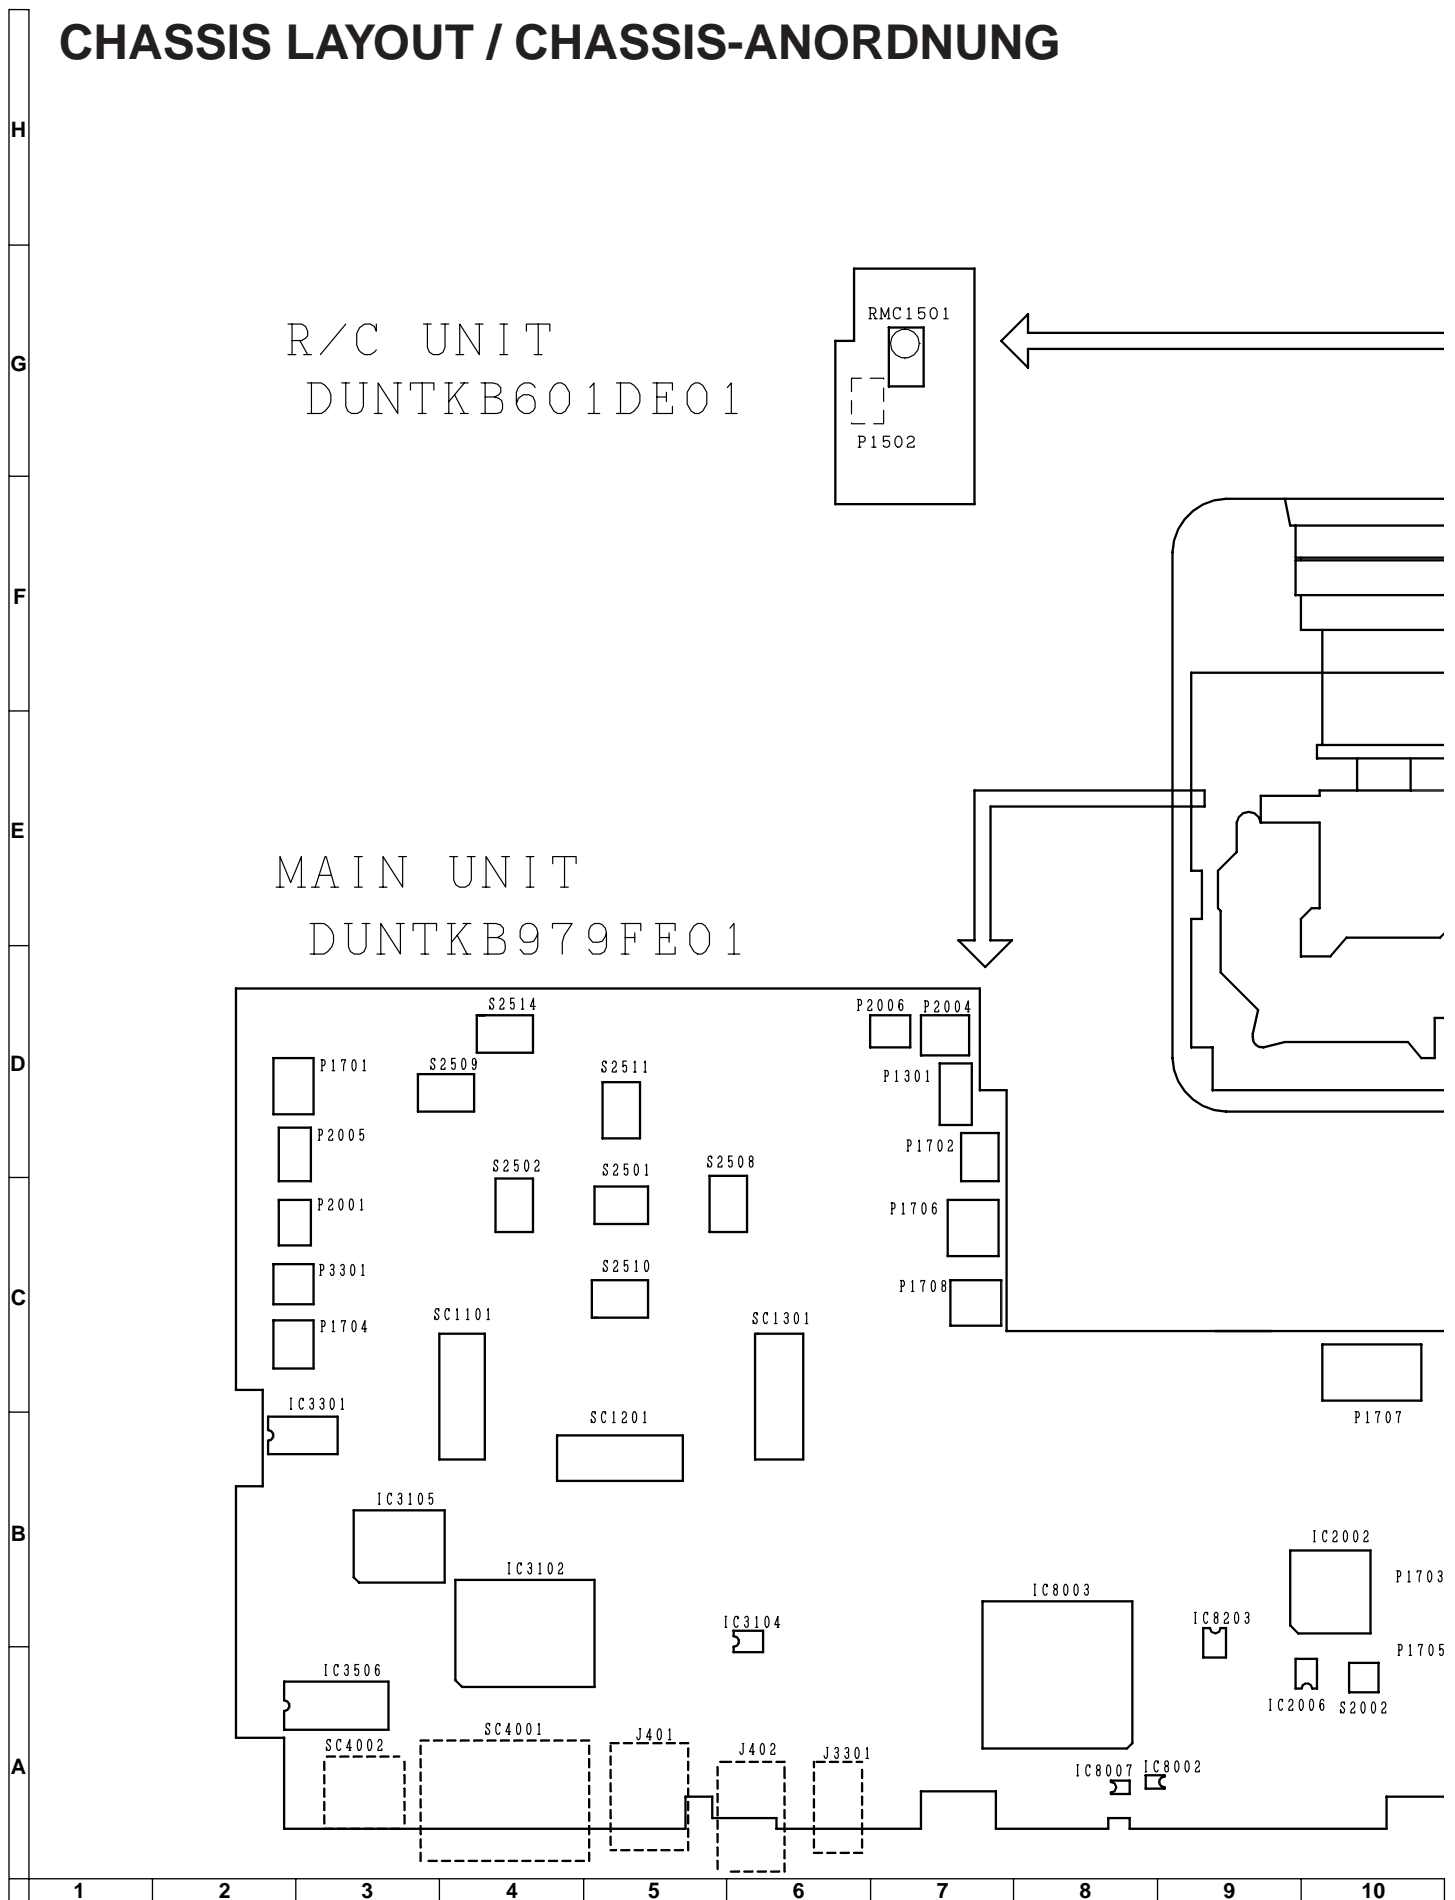 CHASSIS LAYOUT / CHASSIS-ANORDNUNG
H
RMC1501
R/C UNIT
G
DUNTKB601DE01
P1502
F
E
MAIN UNIT
DUNTKB979FE01
S2514
P2006 P2004
D
P1701
S2509
S2511
P1301
P2005
P1702
S2502
S2501
S2508
P2001
P1706
P3301
S2510
C
P1708
SC1101
SC1301
P1704
IC3301
SC1201
P1707
IC3105
B
IC2002
IC3102
IC8003
P1703
IC3104
IC8203
P1705
IC3506
IC2006
S2002
SC4001
J401
SC4002
J402
J3301
A
IC8007
IC8002
1 2 3 4 5 6 7 8 9 10